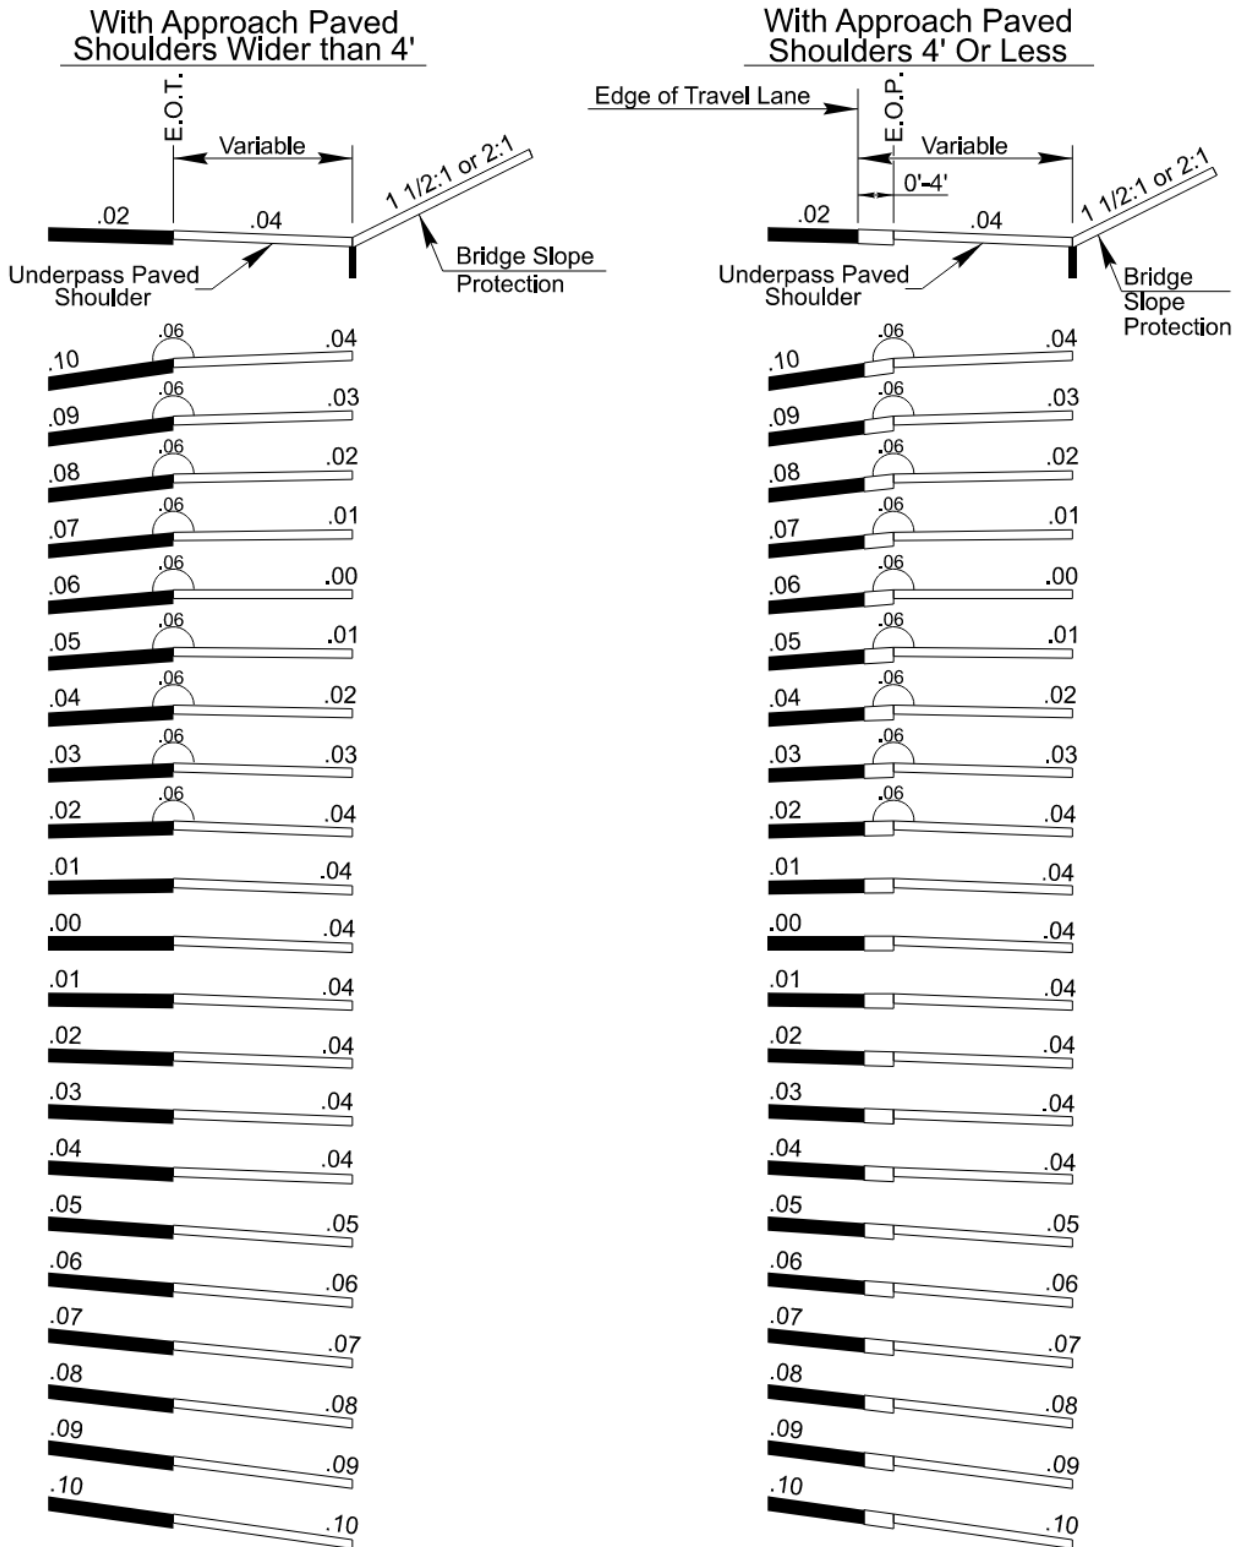 With Approach Paved
Shoulders Wider than 4'
E.O.T.
Variable
.02
.04
1 1/2:1 or 2:1
Underpass Paved
Shoulder
Bridge Slope
Protection
.10 .06 .04
.09 .06 .03
.08 .06 .02
.07 .06 .01
.06 .06 .00
.05 .06 .01
.04 .06 .02
.03 .06 .03
.02 .06 .04
.01 .04
.00 .04
.01 .04
.02 .04
.03 .04
.04 .04
.05 .05
.06 .06
.07 .07
.08 .08
.09 .09
.10 .10
With Approach Paved
Shoulders 4' Or Less
Edge of Travel Lane
E.O.P.
Variable
0'-4'
.02
.04
1 1/2:1 or 2:1
Underpass Paved
Shoulder
Bridge
Slope
Protection
.10 .06 .04
.09 .06 .03
.08 .06 .02
.07 .06 .01
.06 .06 .00
.05 .06 .01
.04 .06 .02
.03 .06 .03
.02 .06 .04
.01 .04
.00 .04
.01 .04
.02 .04
.03 .04
.04 .04
.05 .05
.06 .06
.07 .07
.08 .08
.09 .09
.10 .10